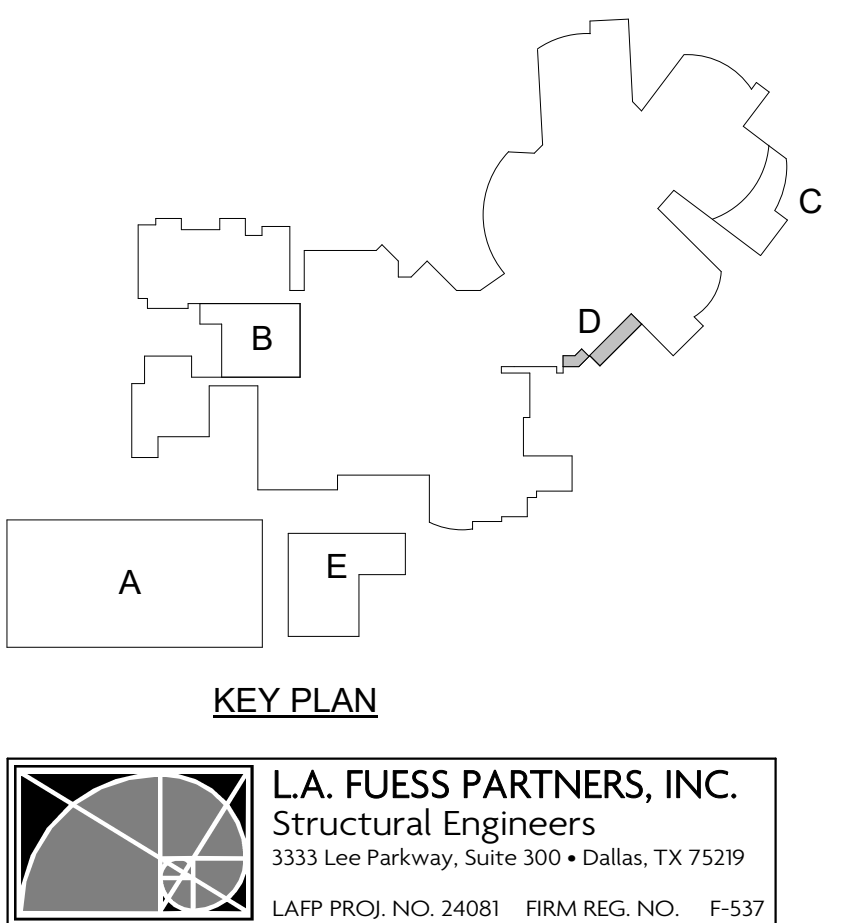 C
D
B
E
A
KEY PLAN
L.A. FUESS PARTNERS, INC.
Structural Engineers
3333 Lee Parkway, Suite 300 • Dallas, TX 75219
LAFP PROJ. NO. 24081 FIRM REG. NO. F-537